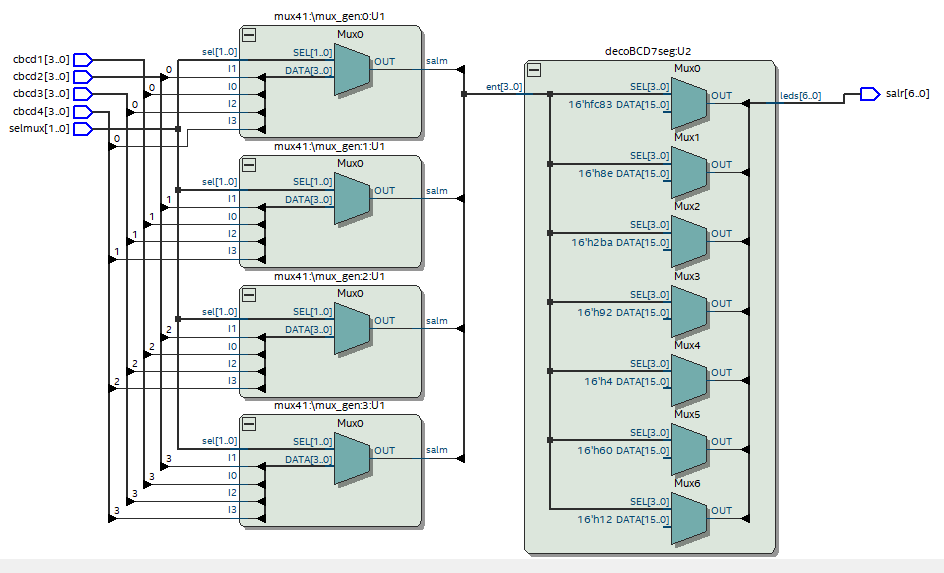 mux41:\mux_gen:0:U1
Mux0
sel[1..0]
SEL[1..0]
I1
DATA[3..0]
OUT
salm
I0
I2
I3
cbcd1[3..0]
cbcd2[3..0]
cbcd3[3..0]
cbcd4[3..0]
selmux[1..0]
0
0
0
0
mux41:\mux_gen:1:U1
Mux0
sel[1..0]
SEL[1..0]
I1
DATA[3..0]
OUT
salm
I0
I2
I3
1
1
1
1
mux41:\mux_gen:2:U1
Mux0
sel[1..0]
SEL[1..0]
I1
DATA[3..0]
OUT
salm
I0
I2
I3
2
2
2
2
mux41:\mux_gen:3:U1
Mux0
sel[1..0]
SEL[1..0]
I1
DATA[3..0]
OUT
salm
I0
I2
I3
3
3
3
3
decoBCD7seg:U2
ent[3..0]
Mux0
SEL[3..0]
16'hfc83 DATA[15..0]
OUT
leds[6..0]
salr[6..0]
Mux1
SEL[3..0]
16'h8e DATA[15..0]
OUT
Mux2
SEL[3..0]
16'h2ba DATA[15..0]
OUT
Mux3
SEL[3..0]
16'h92 DATA[15..0]
OUT
Mux4
SEL[3..0]
16'h4 DATA[15..0]
OUT
Mux5
SEL[3..0]
16'h60 DATA[15..0]
OUT
Mux6
SEL[3..0]
16'h12 DATA[15..0]
OUT